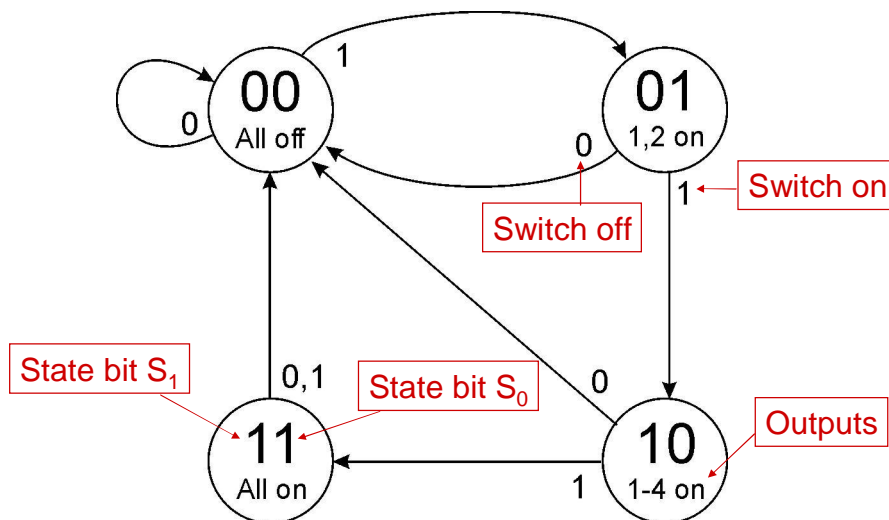 1
00
All off
0
01
1,2 on
0
1
Switch on
Switch off
State bit S₁
0,1
State bit S₀
0
11
All on
1
10
1-4 on
Outputs